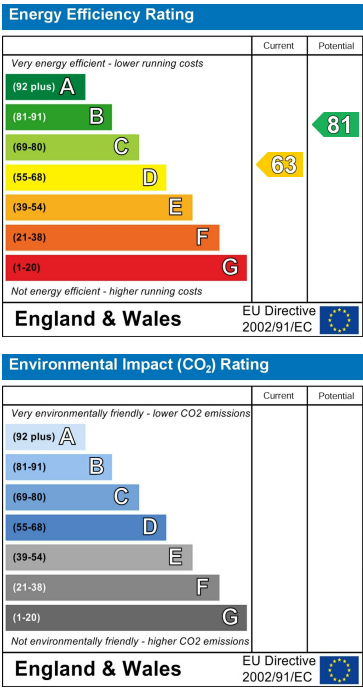 Energy Efficiency Rating
Current Potential
Very energy efficient - lower running costs
(92 plus) A
(81-91) B
81
(69-80) C
63
(55-68) D
(39-54) E
(21-38) F
(1-20) G
Not energy efficient - higher running costs
England & Wales
EU Directive
2002/91/EC
Environmental Impact (CO2) Rating
Current Potential
Very environmentally friendly - lower CO2 emissions
(92 plus) A
(81-91) B
(69-80) C
(55-68) D
(39-54) E
(21-38) F
(1-20) G
Not environmentally friendly - higher CO2 emissions
England & Wales
EU Directive
2002/91/EC